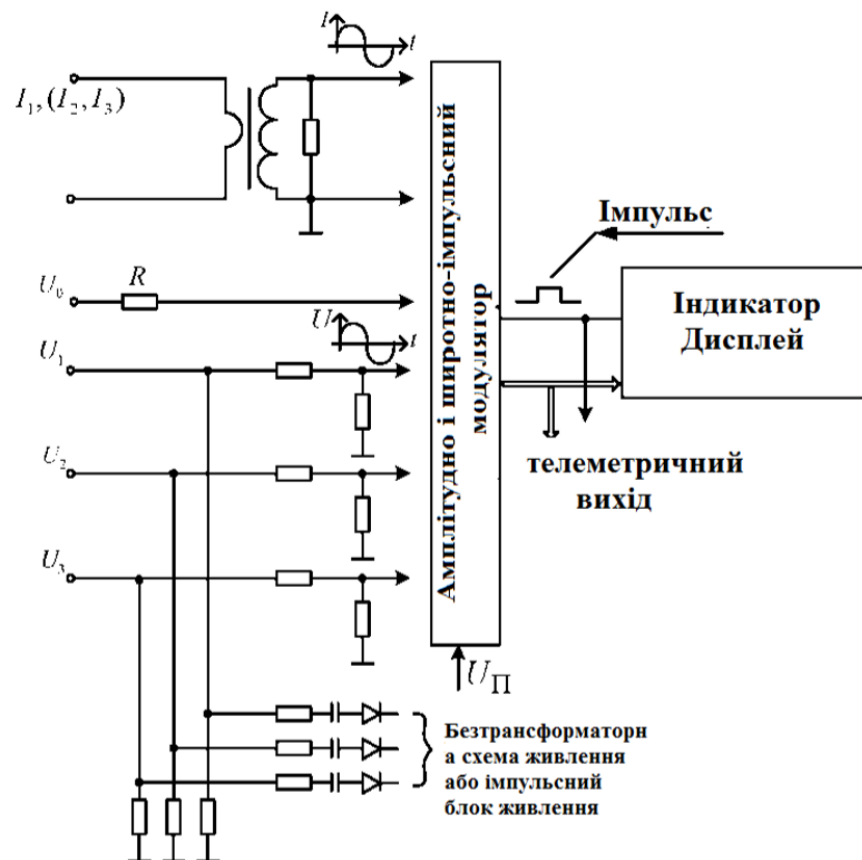 I t
I₁,(I₂,I₃)
Амплітудно і широтно-імпульсний
модулятор
Імпульс
U₀
R
Індикатор
Дисплей
U t
U₁
U₂
телеметричний
вихід
U₃
U_П
Безтрансформаторн
а схема живлення
або імпульсний
блок живлення